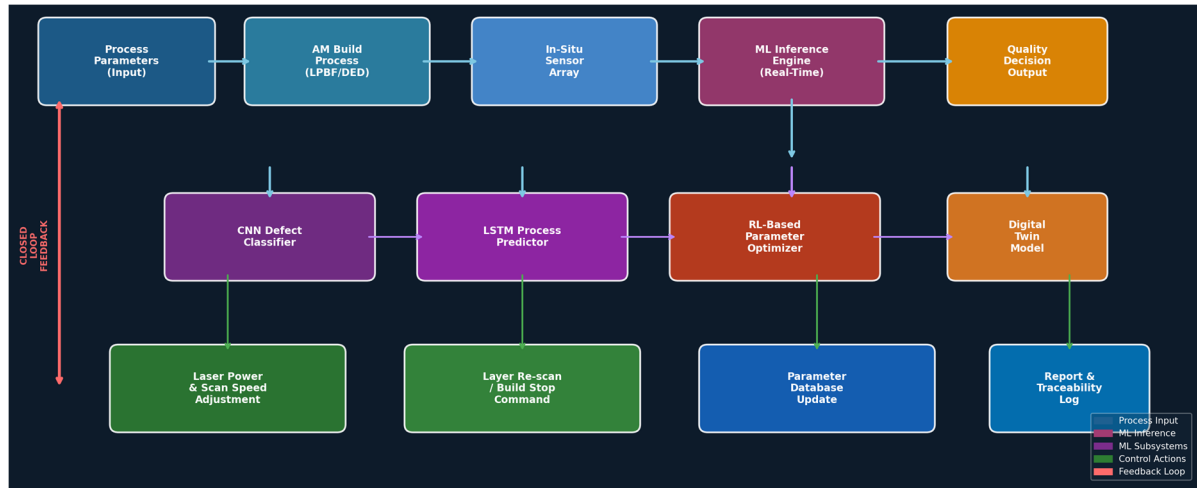 Process
Parameters
(Input)
AM Build
Process
(LPBF/DED)
In-Situ
Sensor
Array
ML Inference
Engine
(Real-Time)
Quality
Decision
Output
CLOSED
LOOP
FEEDBACK
CNN Defect
Classifier
LSTM Process
Predictor
RL-Based
Parameter
Optimizer
Digital
Twin
Model
Laser Power
& Scan Speed
Adjustment
Layer Re-scan
/ Build Stop
Command
Parameter
Database
Update
Report &
Traceability
Log
Process Input
ML Inference
ML Subsystems
Control Actions
Feedback Loop